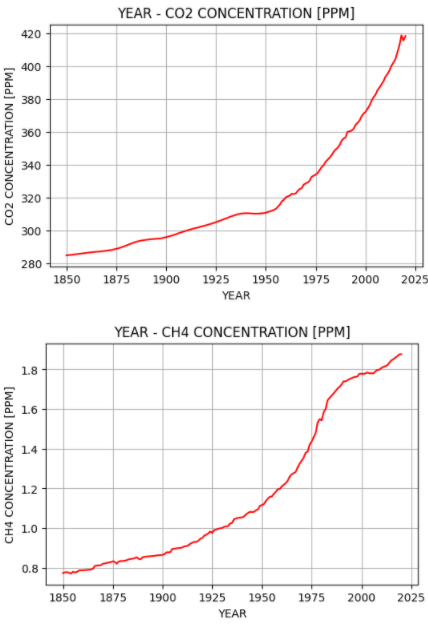 YEAR - CO2 CONCENTRATION [PPM]
420
400
380
360
340
320
300
280
CO2 CONCENTRATION [PPM]
1850 1875 1900 1925 1950 1975 2000 2025
YEAR
YEAR - CH4 CONCENTRATION [PPM]
1.8
1.6
1.4
1.2
1.0
0.8
CH4 CONCENTRATION [PPM]
1850 1875 1900 1925 1950 1975 2000 2025
YEAR